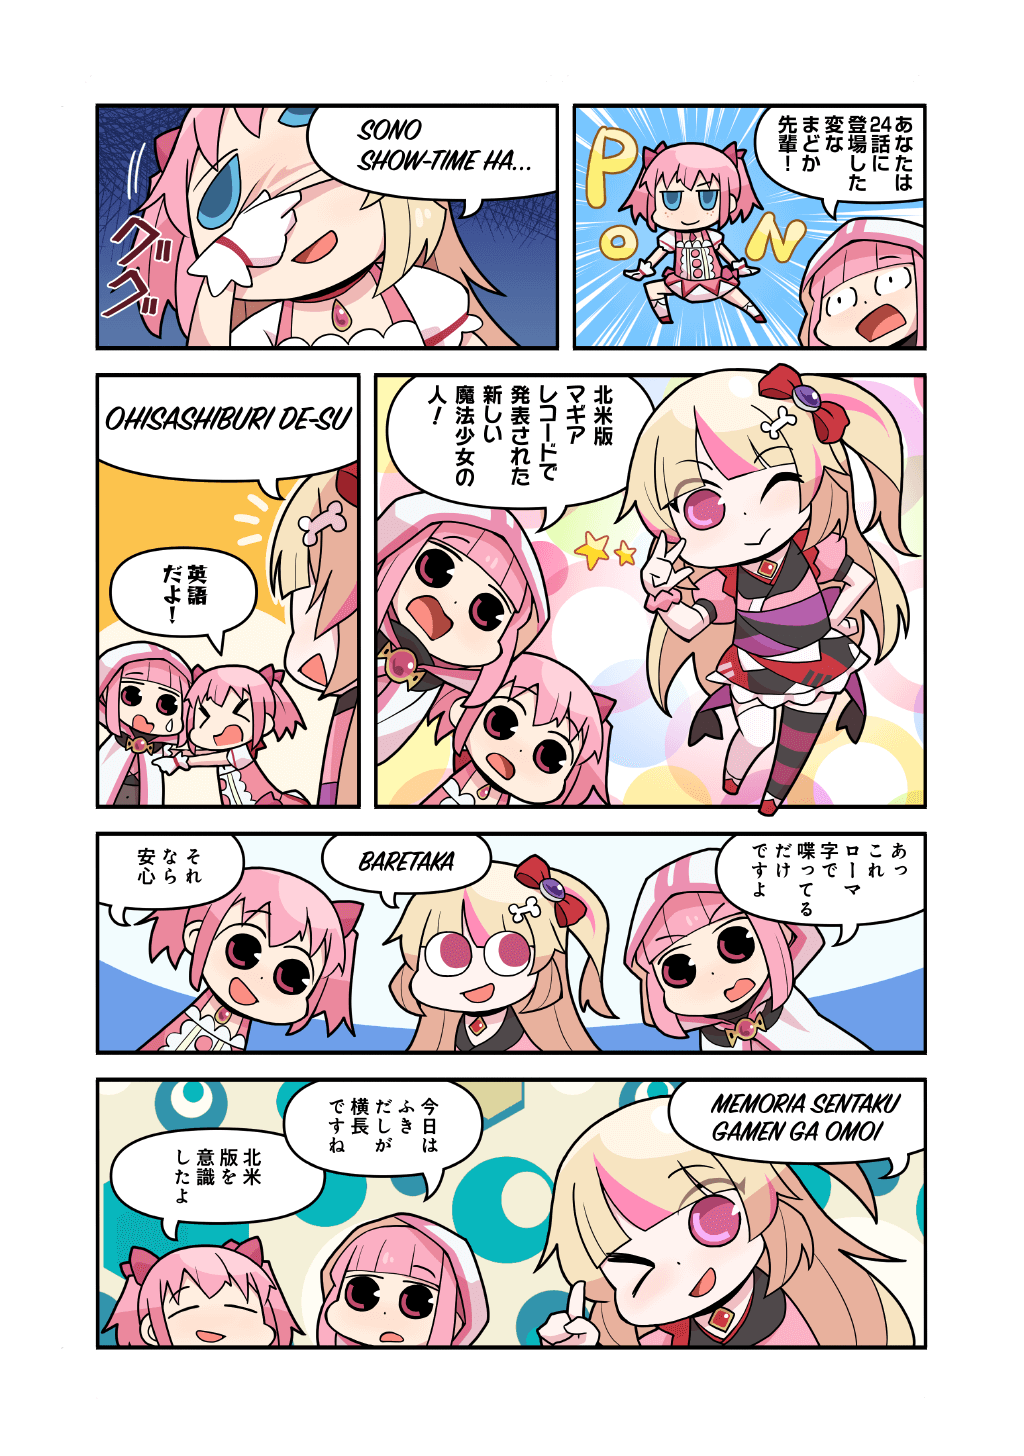 あなたは
24話に
登場した
変な
まどか
先輩！
PoN
SONO
SHOW-TIME HA...
グググ
北米版
マギア
レコードで
発表された
新しい
魔法少女の
人！
OHISASHIBURI DE-SU
英語
だよ！
あっ
これ
ローマ
字で
喋ってる
だけ
ですよ
BARETAKA
それ
なら
安心
MEMORIA SENTAKU
GAMEN GA OMOI
今日は
ふき
だしが
横長
ですね
北米
版を
意識
したよ